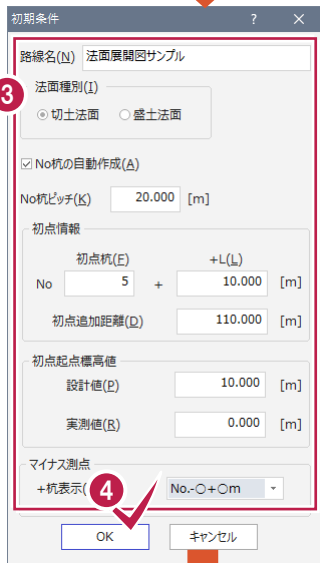 初期条件 ? ×
路線名(N) 法面展開図サンプル
3
法面種別(I)
切土法面 盛土法面
No杭の自動作成(A)
No杭ピッチ(K) 20.000 [m]
初点情報
初点杭(F) +L(L)
No 5 + 10.000 [m]
初点追加距離(D) 110.000 [m]
初点起点標高値
設計値(P) 10.000 [m]
実測値(R) 0.000 [m]
マイナス測点
+杭表示( No.-○+○m
4
OK キャンセル